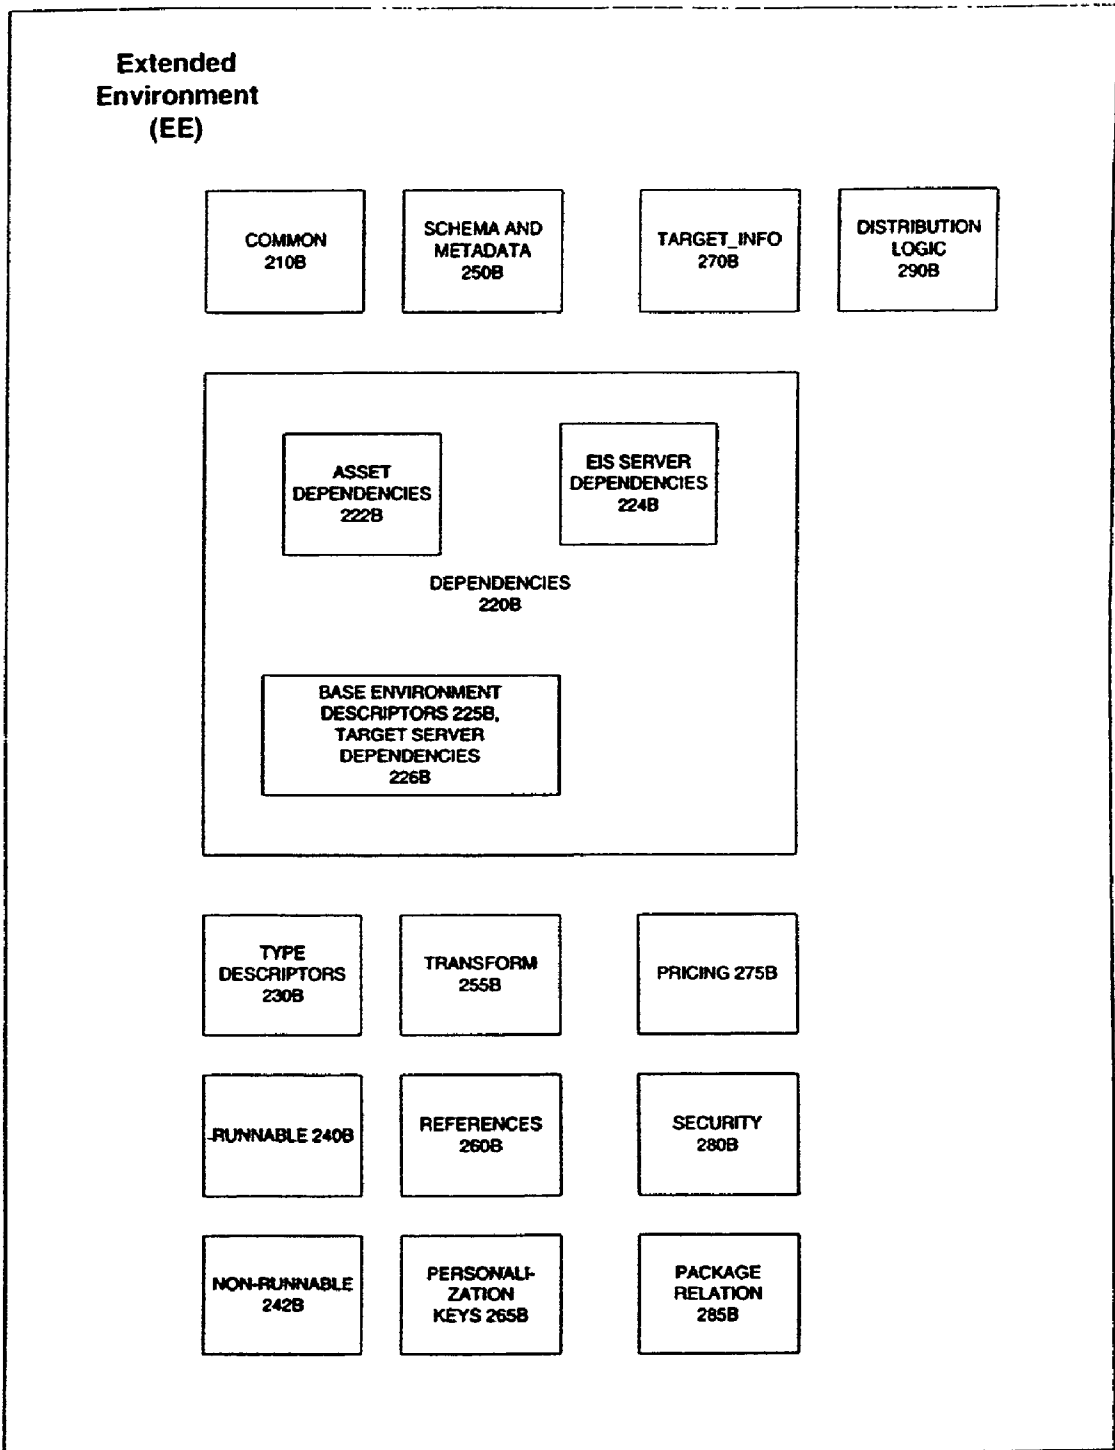 Extended
Environment
(EE)
COMMON
210B
SCHEMA AND
METADATA
250B
TARGET_INFO
270B
DISTRIBUTION
LOGIC
290B
ASSET
DEPENDENCIES
222B
EIS SERVER
DEPENDENCIES
224B
DEPENDENCIES
220B
BASE ENVIRONMENT
DESCRIPTORS 225B,
TARGET SERVER
DEPENDENCIES
226B
TYPE
DESCRIPTORS
230B
TRANSFORM
255B
PRICING 275B
RUNNABLE 240B
REFERENCES
260B
SECURITY
280B
NON-RUNNABLE
242B
PERSONALI-
ZATION
KEYS 265B
PACKAGE
RELATION
285B